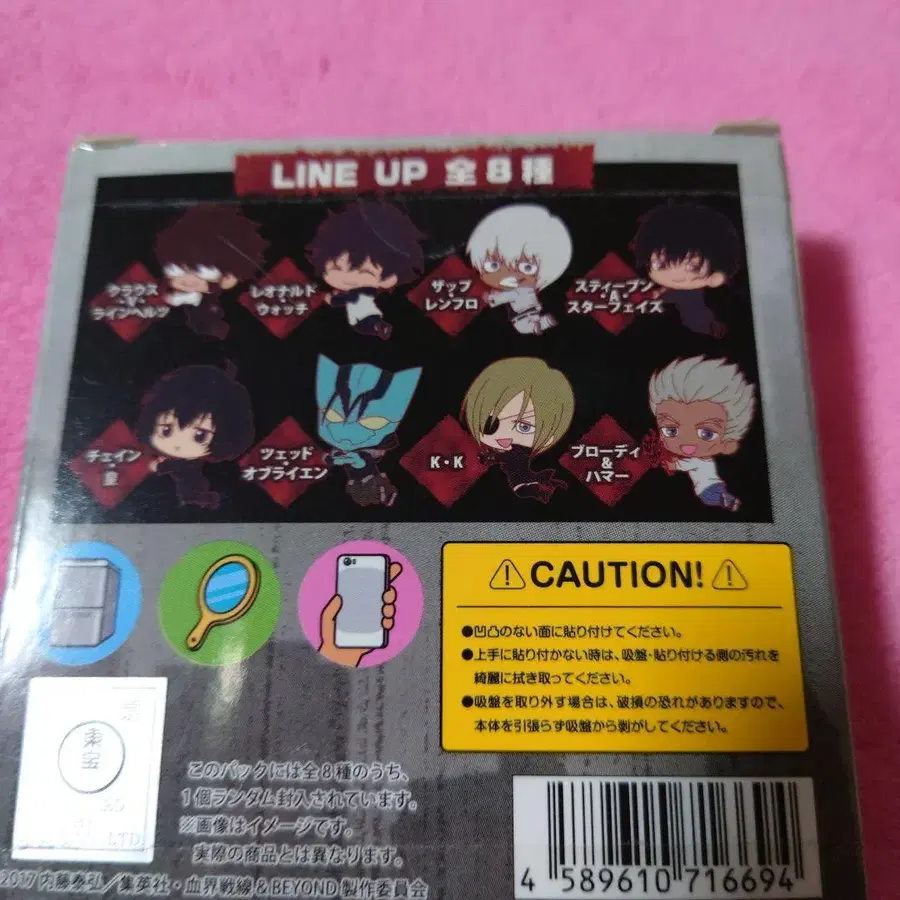 LINE UP 全8種
クラウス
・V・
ラインヘルツ
レオナルド
・
ウォッチ
ザップ
・
レンフロ
スティーブン
・A・
スターフェイズ
チェイン
・
皇
ツェッド
・
オブライエン
K・K
ブローディ
&
ハマー
CAUTION!
●凹凸のない面に貼り付けてください。
●上手に貼り付かない時は、吸盤・貼り付ける側の汚れを
綺麗に拭き取ってください。
●吸盤を取り外す場合は、破損の恐れがありますので、
本体を引張らず吸盤から剥がしてください。
東宝
LTD
このパックには全8種のうち、
1個ランダム封入されています。
※画像はイメージです。
実際の商品とは異なります。
2017 内藤泰弘／集英社・血界戦線&BEYOND 製作委員会
4 589610 716694